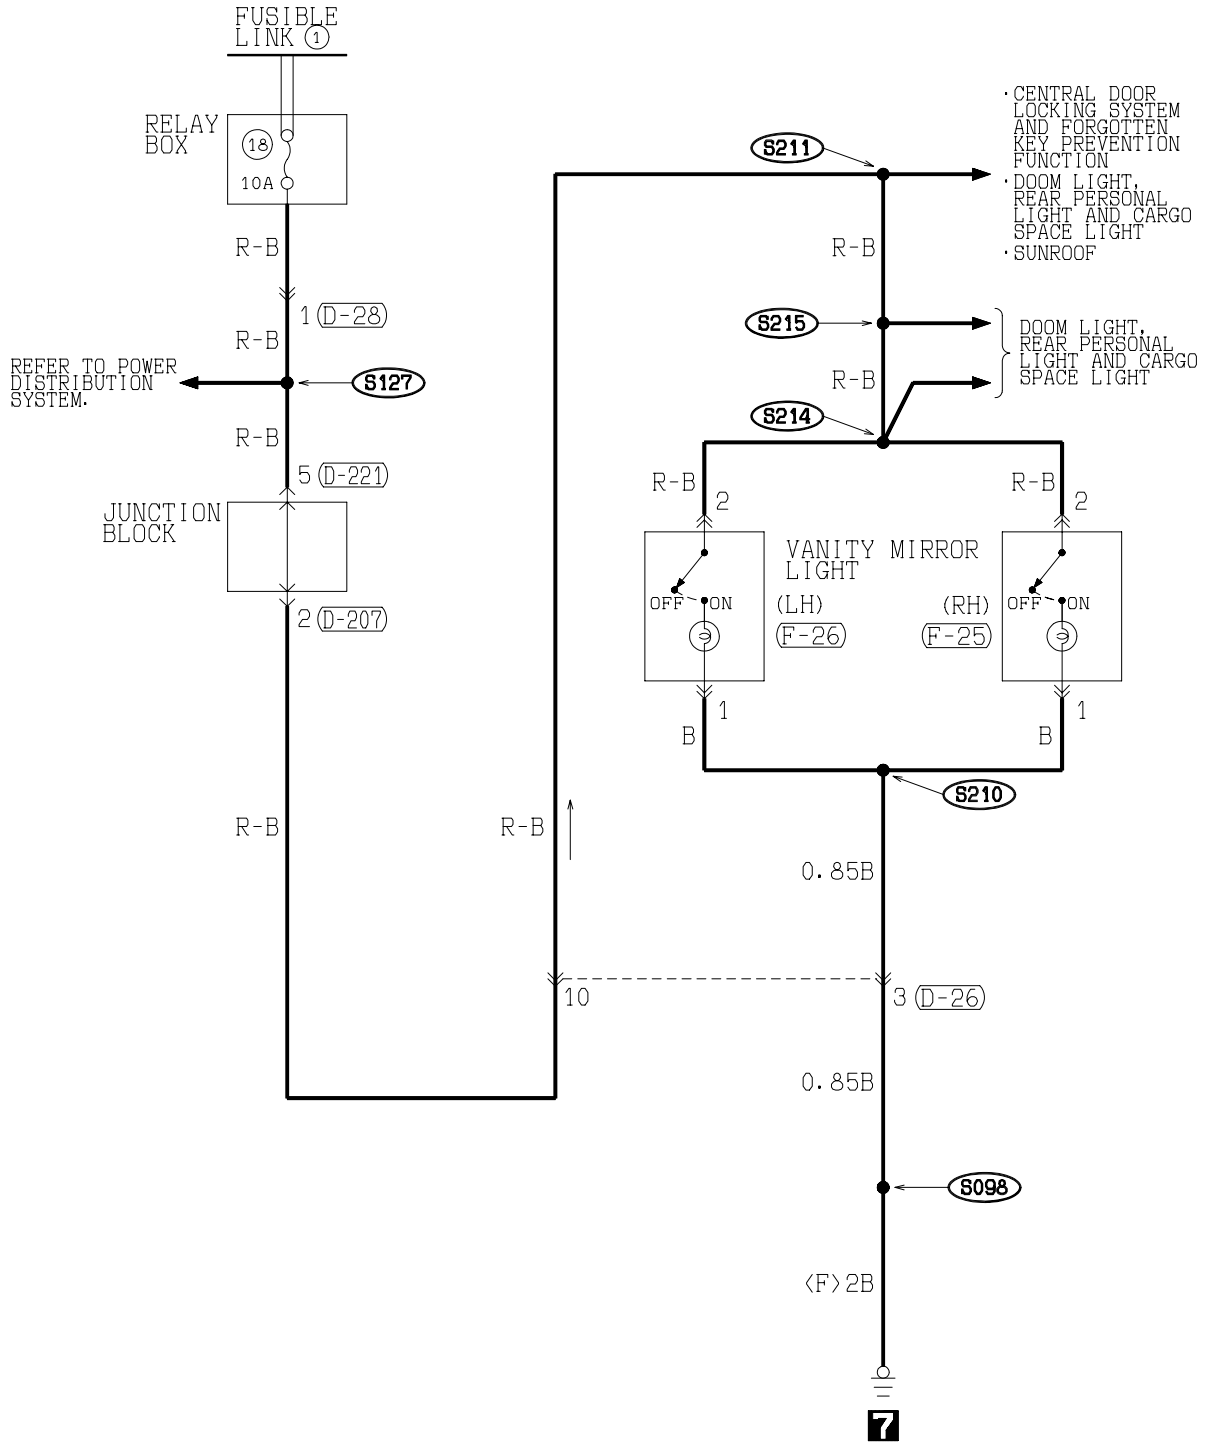 FUSIBLE
LINK 1
RELAY
BOX
18
10A
R-B
1 D-28
R-B
REFER TO POWER
DISTRIBUTION
SYSTEM.
S127
R-B
5 D-221
JUNCTION
BLOCK
2 D-207
R-B
R-B
10
S211
· CENTRAL DOOR
LOCKING SYSTEM
AND FORGOTTEN
KEY PREVENTION
FUNCTION
· DOOM LIGHT,
REAR PERSONAL
LIGHT AND CARGO
SPACE LIGHT
· SUNROOF
R-B
S215
DOOM LIGHT,
REAR PERSONAL
LIGHT AND CARGO
SPACE LIGHT
R-B
S214
R-B
2
R-B
2
VANITY MIRROR
LIGHT
OFF ON
(LH)
F-26
(RH)
F-25
OFF ON
1
B
1
B
S210
0.85B
3 D-26
0.85B
S098
<F>2B
7